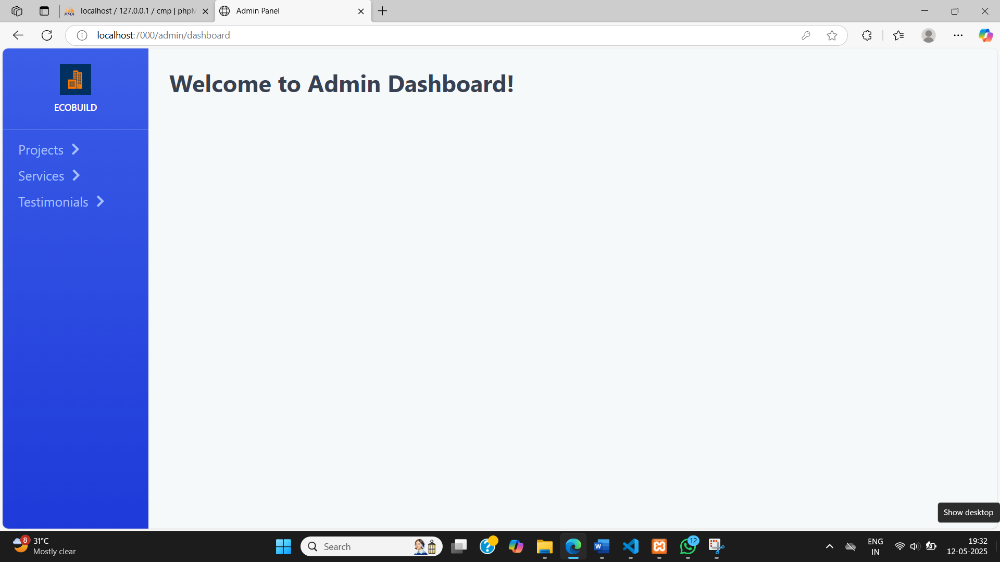 localhost / 127.0.0.1 / cmp | phpM
Admin Panel
localhost:7000/admin/dashboard
ECOBUILD
Welcome to Admin Dashboard!
Projects
Services
Testimonials
Show desktop
8
31°C
Mostly clear
Search
12
ENG
IN
19:32
12-05-2025
PMA